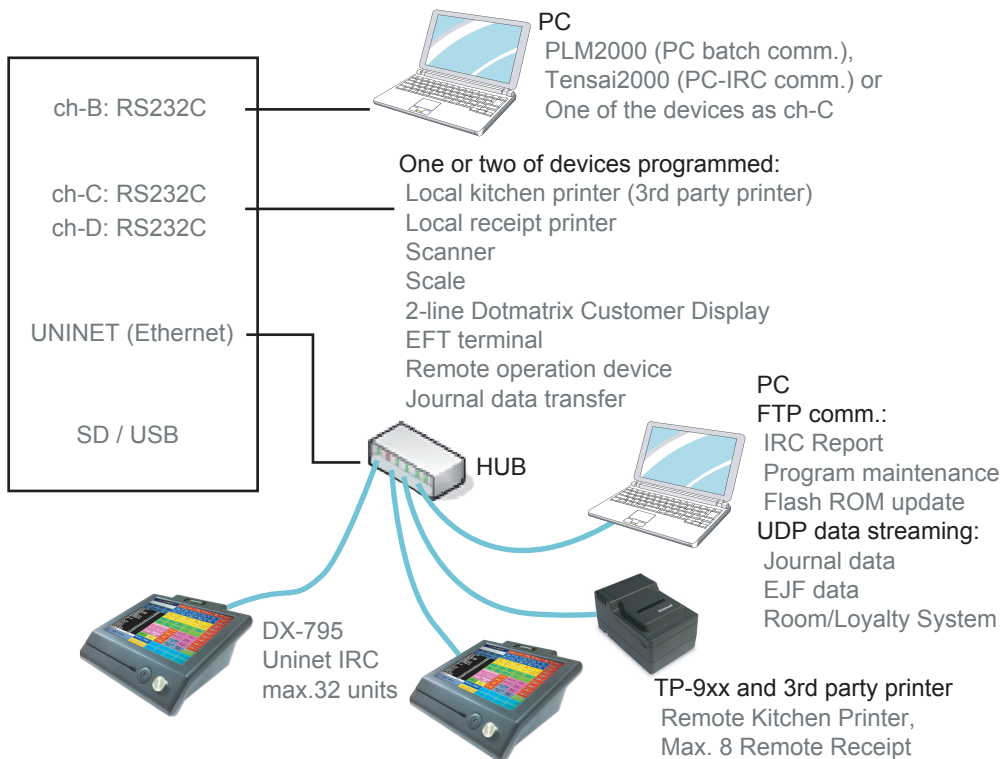 PC
PLM2000 (PC batch comm.),
Tensai2000 (PC-IRC comm.) or
One of the devices as ch-C
ch-B: RS232C
ch-C: RS232C
ch-D: RS232C
UNINET (Ethernet)
SD / USB
One or two of devices programmed:
Local kitchen printer (3rd party printer)
Local receipt printer
Scanner
Scale
2-line Dotmatrix Customer Display
EFT terminal
Remote operation device
Journal data transfer
HUB
PC
FTP comm.:
IRC Report
Program maintenance
Flash ROM update
UDP data streaming:
Journal data
EJF data
Room/Loyalty System
DX-795
Uninet IRC
max.32 units
TP-9xx and 3rd party printer
Remote Kitchen Printer,
Max. 8 Remote Receipt